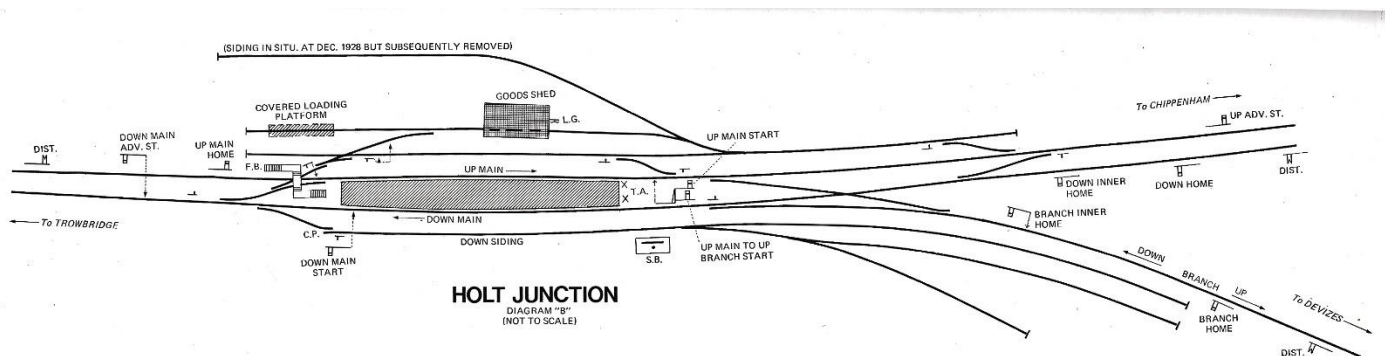 (SIDING IN SITU. AT DEC. 1928 BUT SUBSEQUENTLY REMOVED)
GOODS SHED
L.G.
COVERED LOADING
PLATFORM
To CHIPPENHAM
UP ADV. ST.
DOWN MAIN
ADV. ST.
UP MAIN
HOME
UP MAIN START
DIST.
F.B.
UP MAIN
T.A.
DOWN INNER
HOME
DOWN HOME
DIST.
BRANCH INNER
HOME
To TROWBRIDGE
DOWN MAIN
C.P.
DOWN SIDING
DOWN MAIN
START
S.B.
UP MAIN TO UP
BRANCH START
DOWN
BRANCH
UP
To DEVIZES
BRANCH
HOME
DIST.
HOLT JUNCTION
DIAGRAM "B"
(NOT TO SCALE)